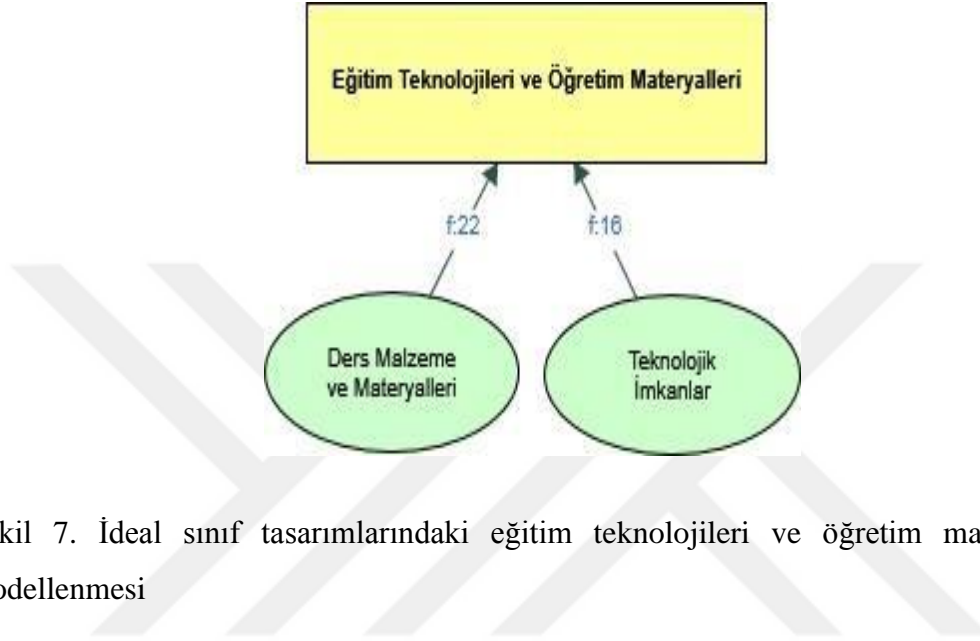 Eğitim Teknolojileri ve Öğretim Materyalleri
f:22 f:16
Ders Malzeme
ve Materyalleri
Teknolojik
İmkanlar
kil 7. İdeal sınıf tasarımlarındaki eğitim teknolojileri ve öğretim ma
odellenmesi